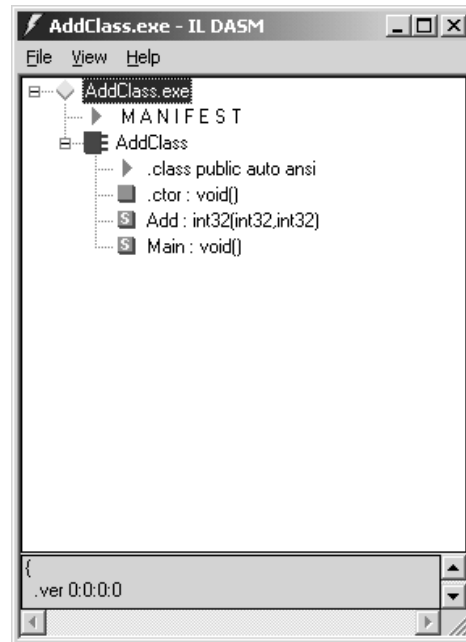 AddClass.exe - IL DASM
File View Help
AddClass.exe
MANIFEST
AddClass
.class public auto ansi
.ctor : void()
S Add : int32(int32,int32)
S Main : void()
{
.ver 0:0:0:0